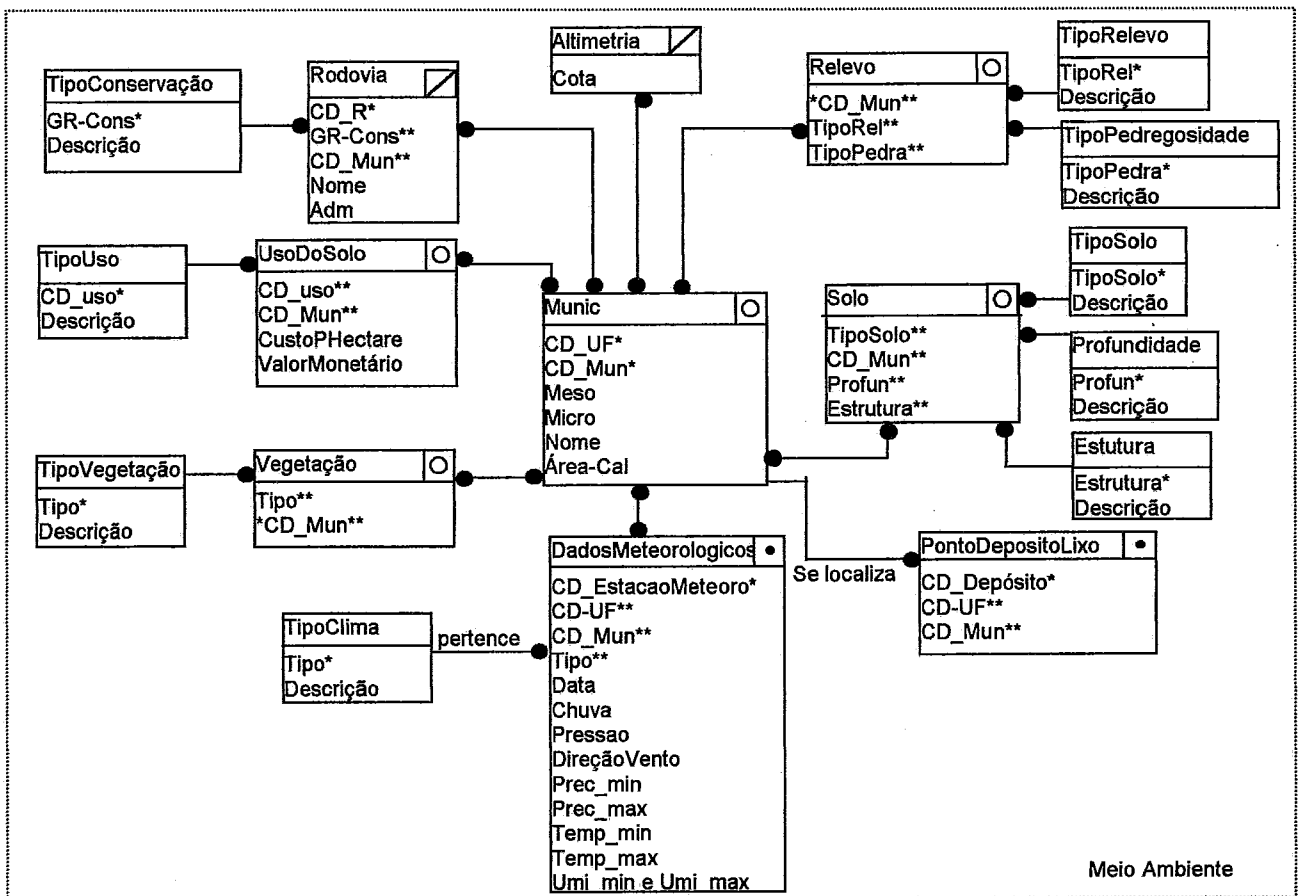 TipoConservação
GR-Cons*
Descrição
Rodovia
CD_R*
GR-Cons**
CD_Mun**
Nome
Adm
Altimetria
Cota
Relevo
*CD_Mun**
TipoRel**
TipoPedra**
TipoRelevo
TipoRel*
Descrição
TipoPedregosidade
TipoPedra*
Descrição
TipoUso
CD_uso*
Descrição
UsoDoSolo
CD_uso**
CD_Mun**
CustoPHectare
ValorMonetário
Munic
CD_UF*
CD_Mun*
Meso
Micro
Nome
Área-Cal
Solo
TipoSolo**
CD_Mun**
Profun**
Estrutura**
TipoSolo
TipoSolo*
Descrição
Profundidade
Profun*
Descrição
Estutura
Estrutura*
Descrição
TipoVegetação
Tipo*
Descrição
Vegetação
Tipo**
*CD_Mun**
DadosMeteorologicos
CD_EstacaoMeteoro*
CD-UF**
CD_Mun**
Tipo**
Data
Chuva
Pressao
DireçãoVento
Prec_min
Prec_max
Temp_min
Temp_max
Umi_min e Umi_max
Se localiza
PontoDepositoLixo
CD_Depósito*
CD-UF**
CD_Mun**
TipoClima
Tipo*
Descrição
pertence
Meio Ambiente